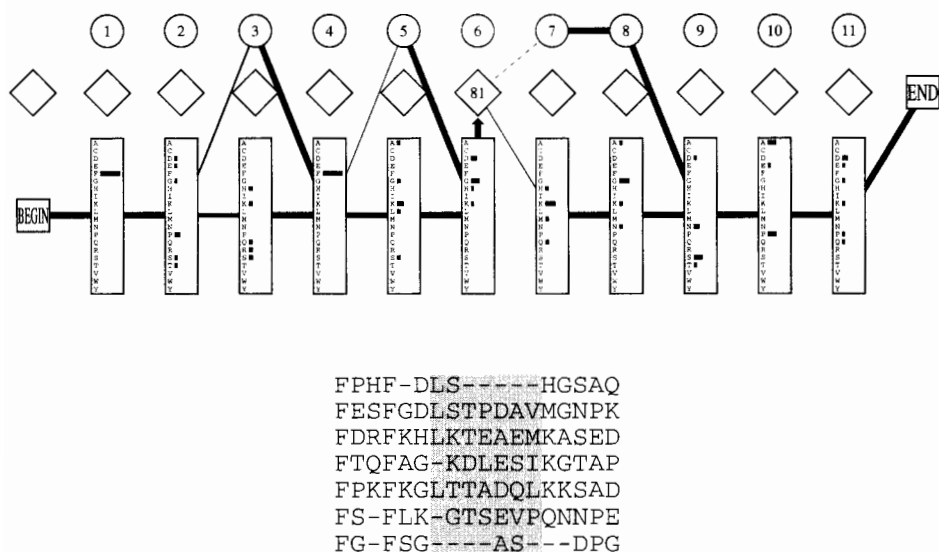 1 2 3 4 5 6 7 8 9 10 11
81
END
A A A A A A A A A A A
C C C C C C C C C C C
D D D D D D D D D D D
E E E E E E E E E E E
F F F F F F F F F F F
G G G G G G G G G G G
H H H H H H H H H H H
I I I I I I I I I I I
K K K K K K K K K K K
BEGIN
L L L L L L L L L L L
M M M M M M M M M M M
N N N N N N N N N N N
P P P P P P P P P P P
Q Q Q Q Q Q Q Q Q Q Q
R R R R R R R R R R R
S S S S S S S S S S S
T T T T T T T T T T T
V V V V V V V V V V V
W W W W W W W W W W W
Y Y Y Y Y Y Y Y Y Y Y
FPHF-DLS-----HGSAQ
FESFGDLSTPDAVMGNPK
FDRFKHLKTEAEMKASED
FTQFAG-KDLESIKGTAP
FPKFKGLTTADQLKKSAD
FS-FLK-GTSEVPQNNPE
FG-FSG----AS---DPG